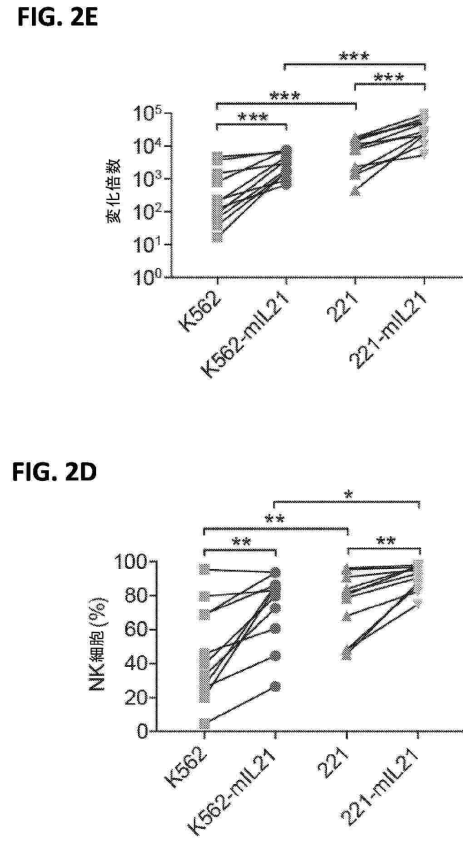 FIG. 2E
***
***
***
***
10⁵
10⁴
10³
10²
10¹
10⁰
変化倍数
K562
K562-mIL21
221
221-mIL21
FIG. 2D
*
**
**
**
100
80
60
40
20
0
NK細胞(%)
K562
K562-mIL21
221
221-mIL21